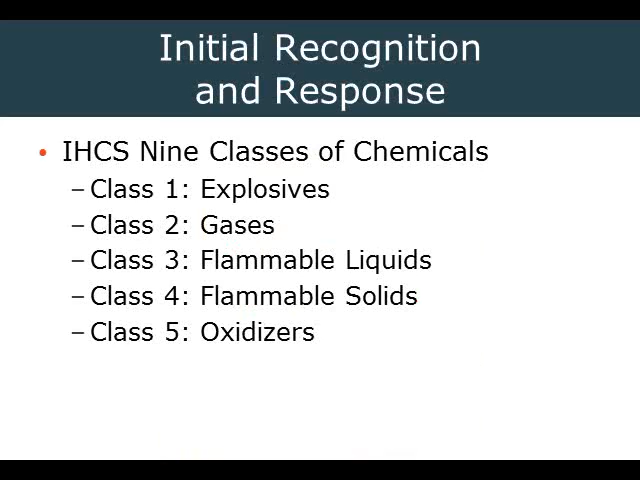 Initial Recognition
and Response
• IHCS Nine Classes of Chemicals
–Class 1: Explosives
–Class 2: Gases
–Class 3: Flammable Liquids
–Class 4: Flammable Solids
–Class 5: Oxidizers